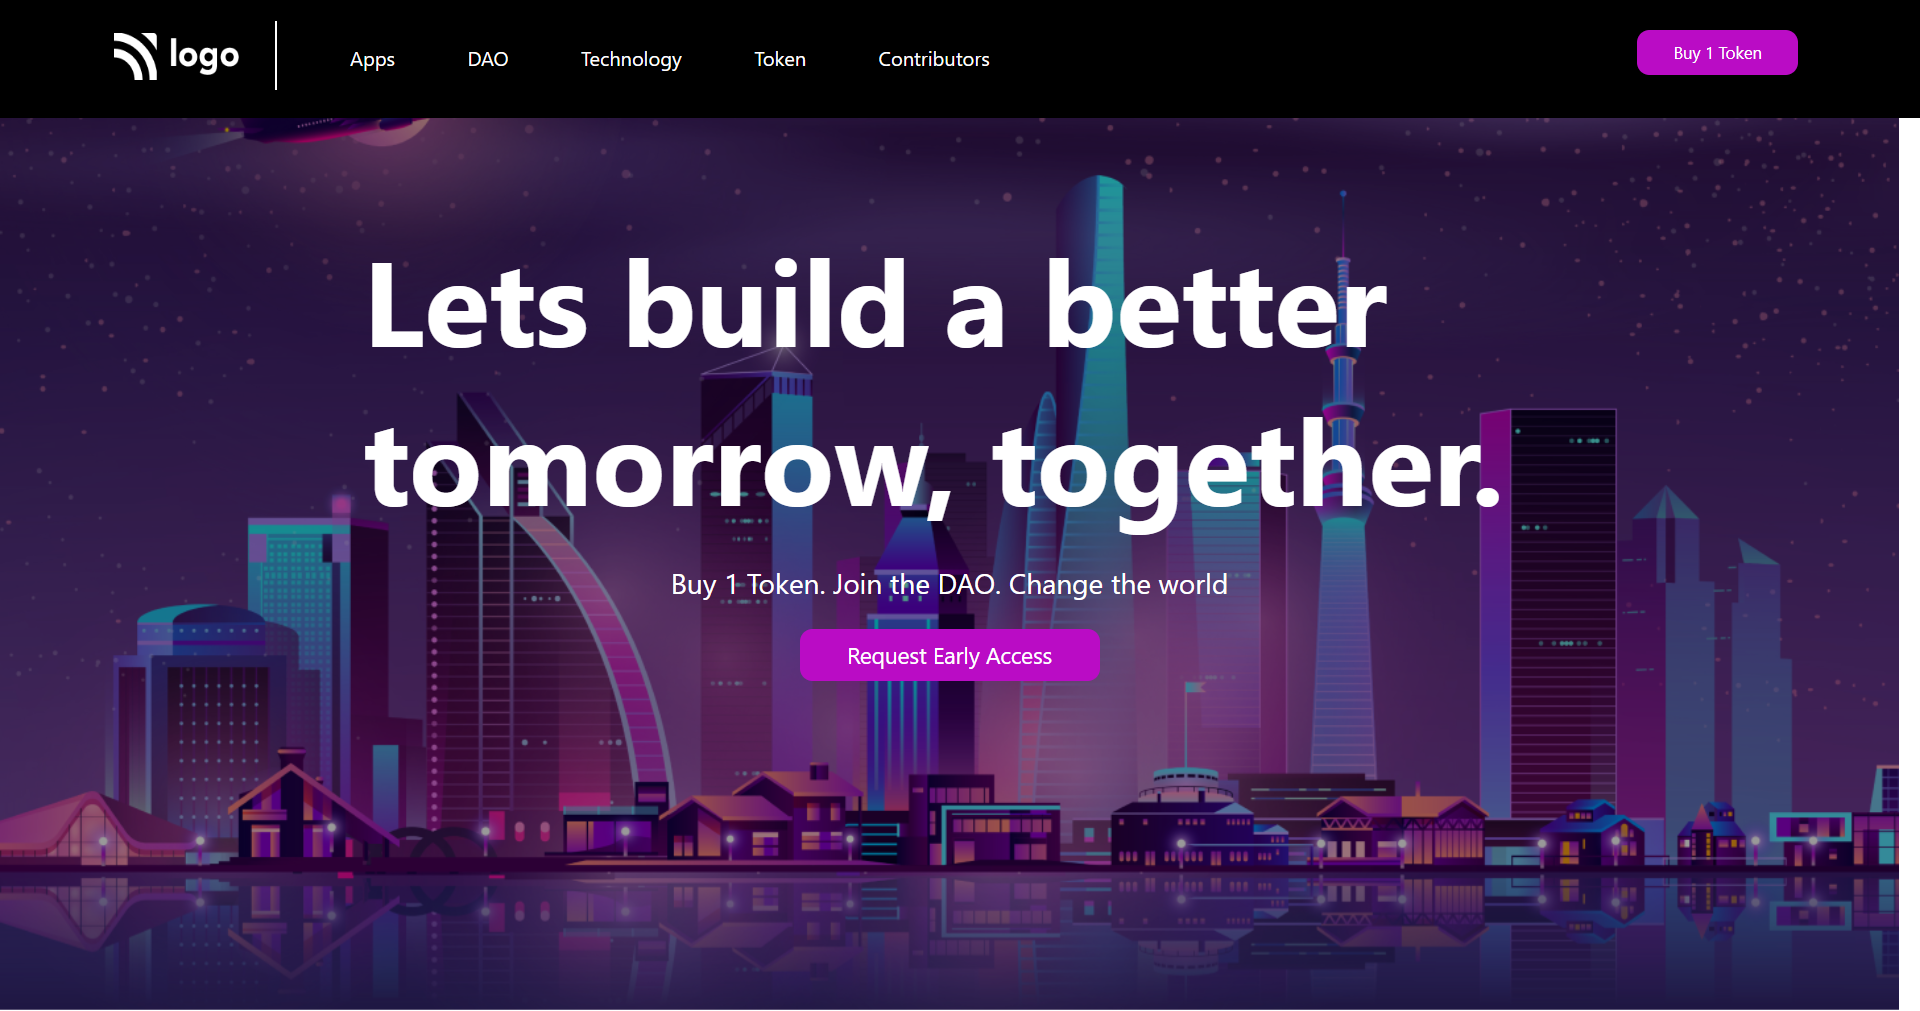 logo
Apps
DAO
Technology
Token
Contributors
Buy 1 Token
Lets build a better
tomorrow, together.
Buy 1 Token. Join the DAO. Change the world
Request Early Access